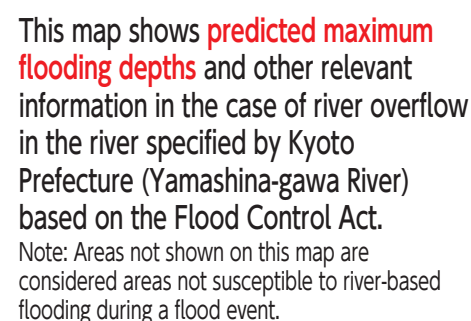 This map shows predicted maximum
flooding depths and other relevant
information in the case of river overflow
in the river specified by Kyoto
Prefecture (Yamashina-gawa River)
based on the Flood Control Act.
Note: Areas not shown on this map are
considered areas not susceptible to river-based
flooding during a flood event.